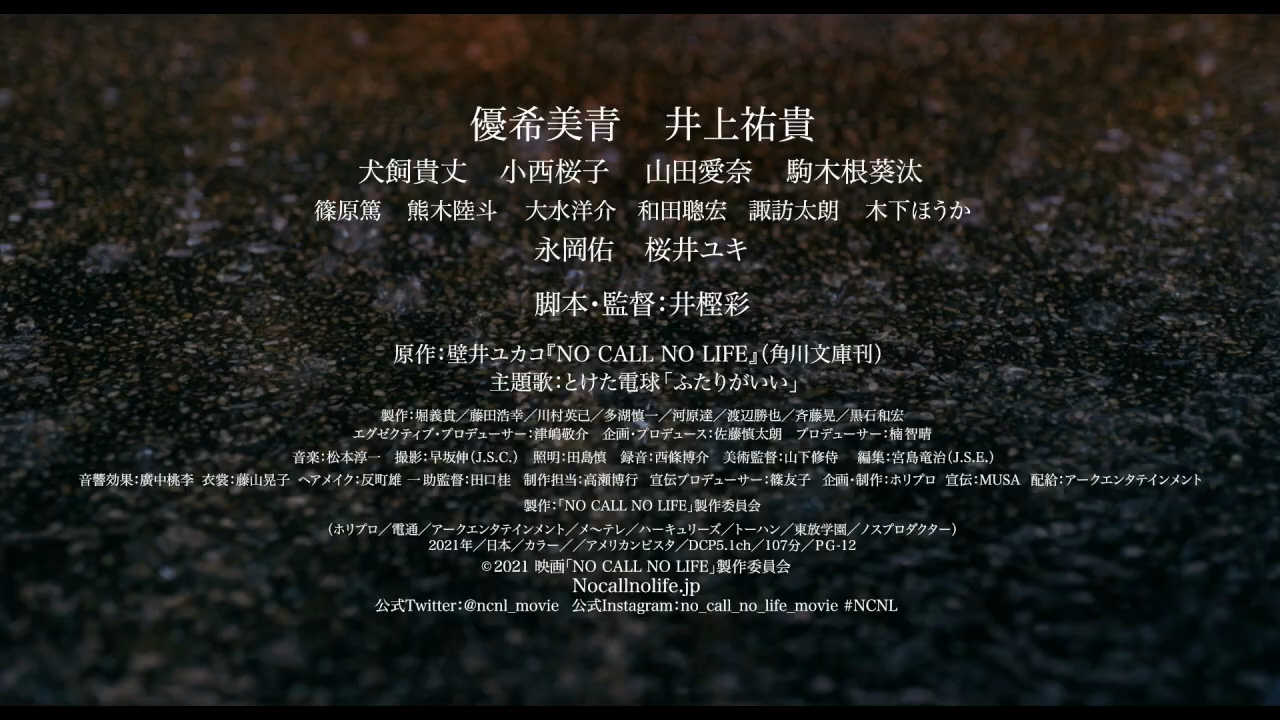 優希美青 井上祐貴
犬飼貴丈 小西桜子 山田愛奈 駒木根葵汰
篠原篤 熊木陸斗 大水洋介 和田聰宏 諏訪太朗 木下ほうか
永岡佑 桜井ユキ
脚本・監督：井樫彩
原作：壁井ユカコ『NO CALL NO LIFE』（角川文庫刊）
主題歌：とけた電球「ふたりがいい」
製作：堀義貴／藤田浩幸／川村英己／多湖慎一／河原達／渡辺勝也／斉藤晃／黒石和宏
エグゼクティブ・プロデューサー：津嶋敬介 企画・プロデュース：佐藤慎太朗 プロデューサー：楠智晴
音楽：松本淳一 撮影：早坂伸（J.S.C.） 照明：田島慎 録音：西條博介 美術監督：山下修侍 編集：宮島竜治（J.S.E.）
音響効果：廣中桃李 衣裳：藤山晃子 ヘアメイク：反町雄一 助監督：田口桂 制作担当：高瀬博行 宣伝プロデューサー：篠友子 企画・制作：ホリプロ 宣伝：MUSA 配給：アークエンタテインメント
製作：「NO CALL NO LIFE」製作委員会
（ホリプロ／電通／アークエンタテインメント／メ～テレ／ハーキュリーズ／トーハン／東放学園／ノスプロダクター）
2021年／日本／カラー／／アメリカンビスタ／DCP5.1ch／107分／PG-12
©2021 映画「NO CALL NO LIFE」製作委員会
Nocallnolife.jp
公式Twitter：@ncnl_movie 公式Instagram：no_call_no_life_movie #NCNL